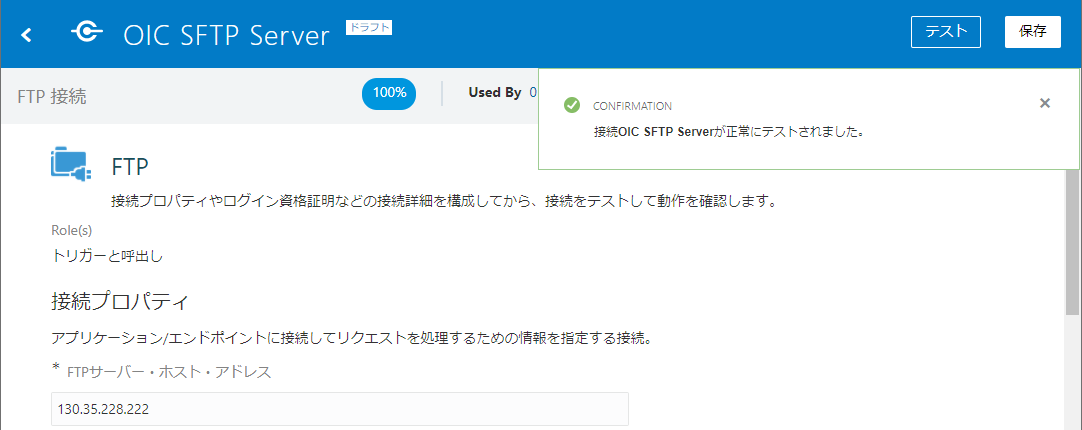 OIC SFTP Server ドラフト テスト 保存
FTP 接続 100% Used By 0
CONFIRMATION
接続OIC SFTP Serverが正常にテストされました。
FTP
接続プロパティやログイン資格証明などの接続詳細を構成してから、接続をテストして動作を確認します。
Role(s)
トリガーと呼出し
接続プロパティ
アプリケーション/エンドポイントに接続してリクエストを処理するための情報を指定する接続。
* FTPサーバー・ホスト・アドレス
130.35.228.222